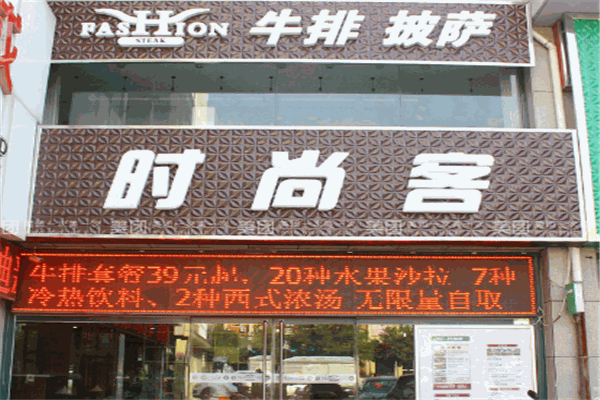 FASHION STEAK 牛排 披萨
时尚客
牛排套餐39元起, 20种水果沙拉 7种
冷热饮料、2种西式浓汤 无限量自取